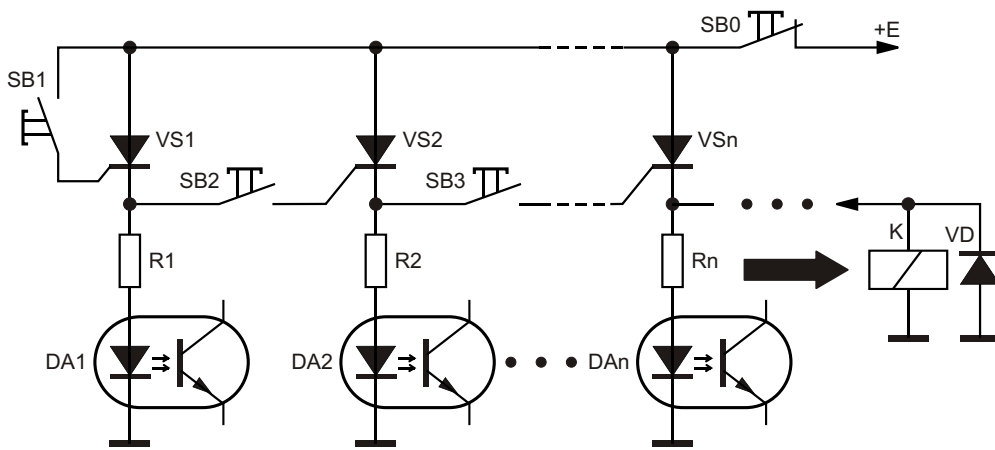 SB0
+E
SB1
VS1
VS2
VSn
SB2
SB3
K
VD
R1
R2
Rn
DA1
DA2
DAn